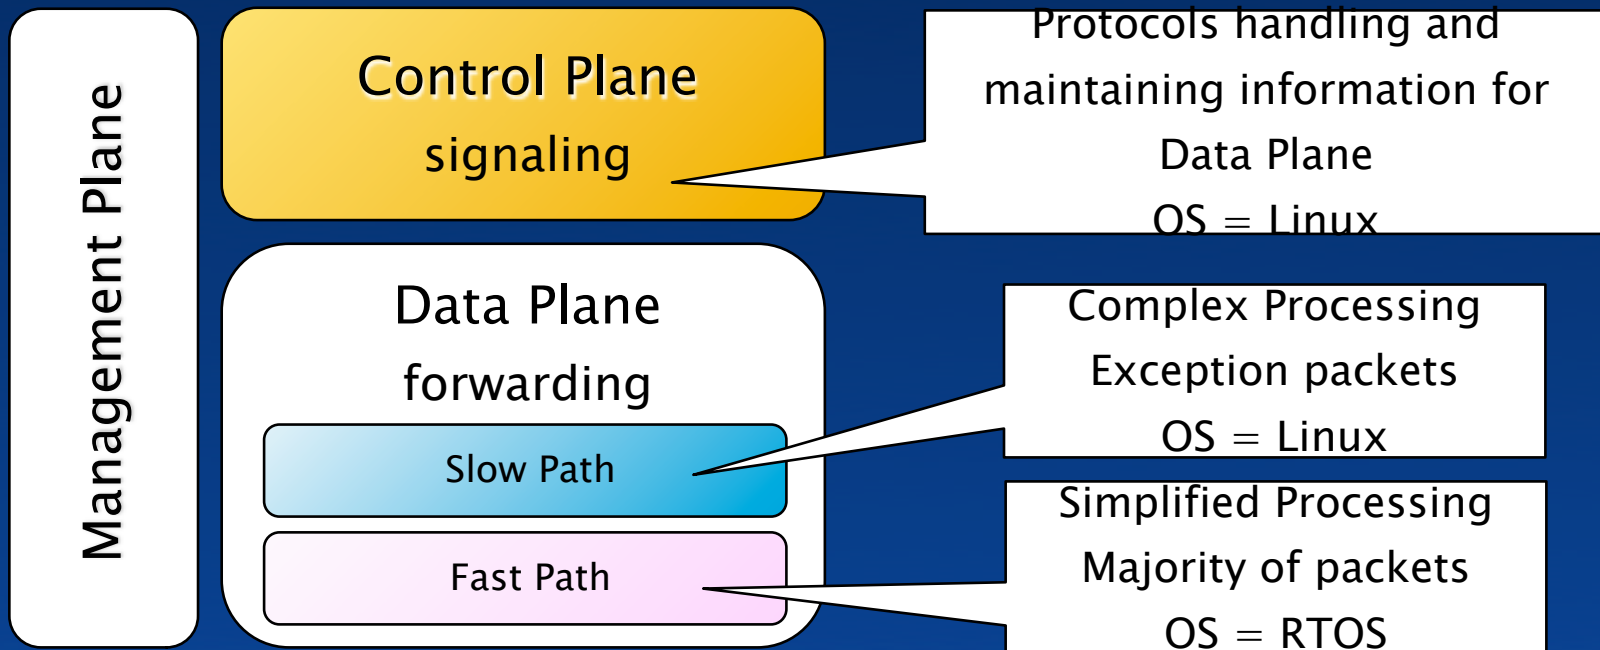 Management Plane
Control Plane
signaling
Protocols handling and
maintaining information for
Data Plane
OS = Linux
Data Plane
forwarding
Slow Path
Fast Path
Complex Processing
Exception packets
OS = Linux
Simplified Processing
Majority of packets
OS = RTOS